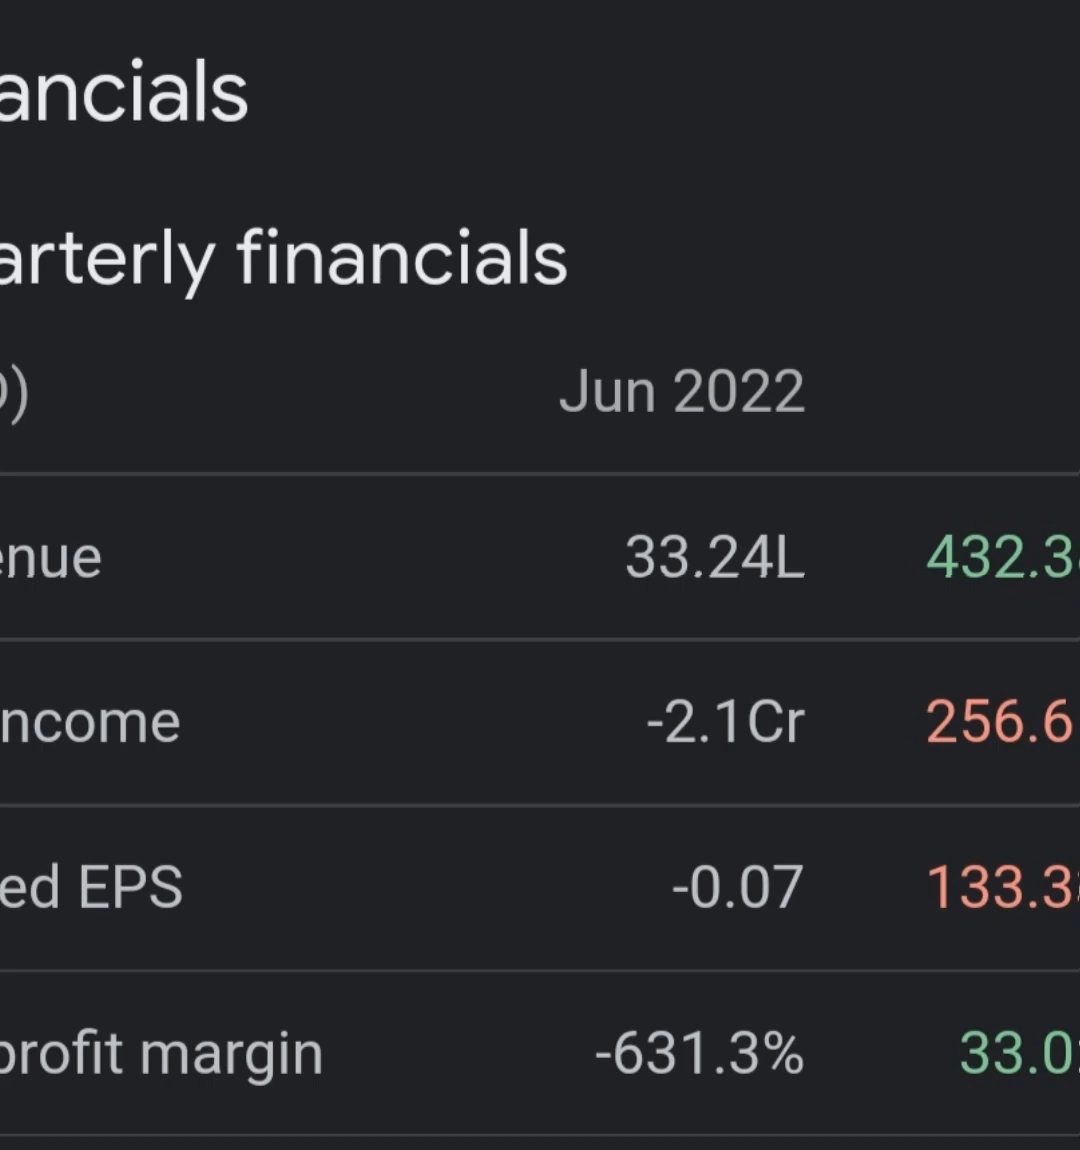 ancials
arterly financials
) Jun 2022
enue 33.24L 432.3
ncome -2.1Cr 256.6
ed EPS -0.07 133.3
profit margin -631.3% 33.0